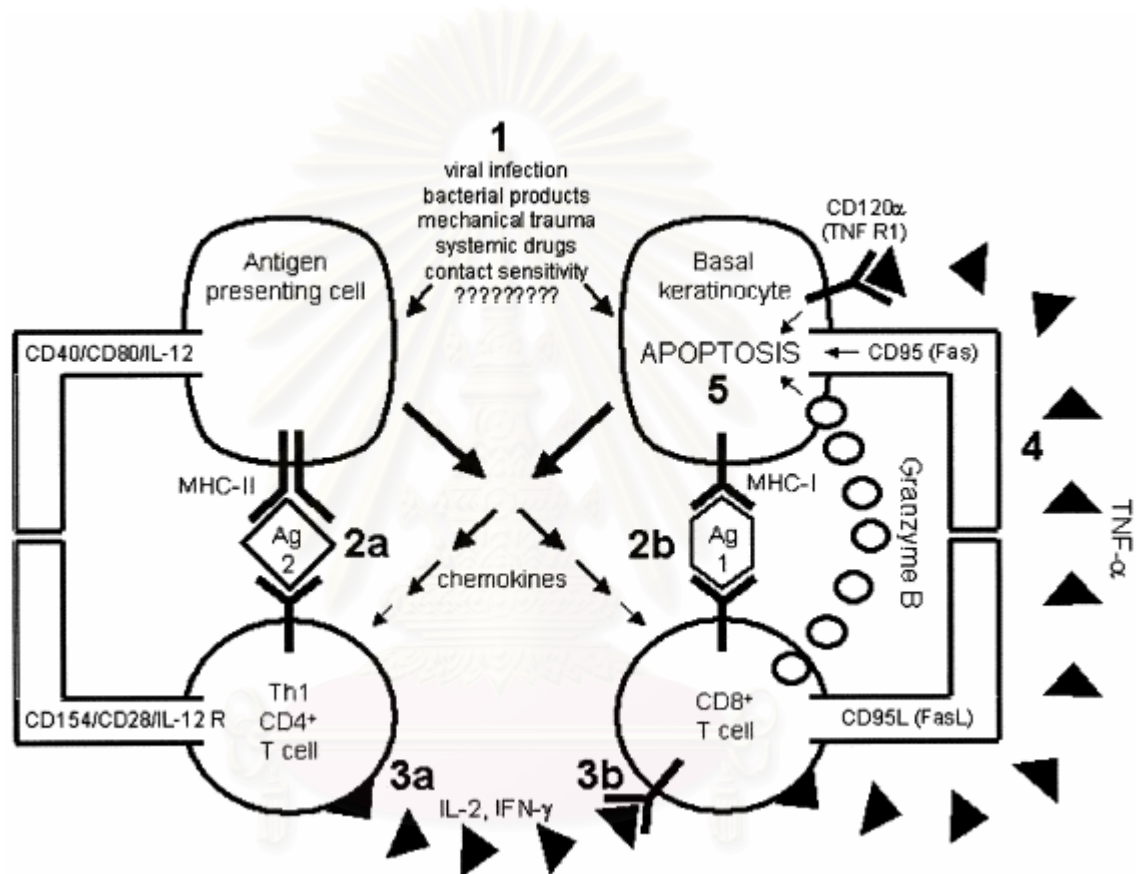 1
viral infection
bacterial products
mechanical trauma
systemic drugs
contact sensitivity
?????????
Antigen
presenting cell
Basal
keratinocyte
CD120α
(TNF R1)
CD40/CD80/IL-12
APOPTOSIS
5
CD95 (Fas)
4
MHC-II
MHC-I
Ag
2
2a
2b
Ag
1
Granzyme B
TNF-α
chemokines
Th1
CD4+
T cell
CD154/CD28/IL-12 R
CD8+
T cell
CD95L (FasL)
3a
IL-2, IFN-γ
3b